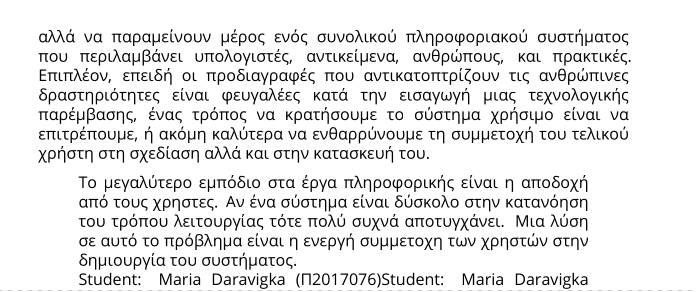 αλλά να παραμείνουν μέρος ενός συνολικού πληροφοριακού συστήματος
που περιλαμβάνει υπολογιστές, αντικείμενα, ανθρώπους, και πρακτικές.
Επιπλέον, επειδή οι προδιαγραφές που αντικατοπτρίζουν τις ανθρώπινες
δραστηριότητες είναι φευγαλέες κατά την εισαγωγή μιας τεχνολογικής
παρέμβασης, ένας τρόπος να κρατήσουμε το σύστημα χρήσιμο είναι να
επιτρέπουμε, ή ακόμη καλύτερα να ενθαρρύνουμε τη συμμετοχή του τελικού
χρήστη στη σχεδίαση αλλά και στην κατασκευή του.
Το μεγαλύτερο εμπόδιο στα έργα πληροφορικής είναι η αποδοχή
από τους χρηστες. Αν ένα σύστημα είναι δύσκολο στην κατανόηση
του τρόπου λειτουργίας τότε πολύ συχνά αποτυγχάνει. Μια λύση
σε αυτό το πρόβλημα είναι η ενεργή συμμετοχη των χρηστών στην
δημιουργία του συστήματος.
Student: Maria Daravigka (Π2017076)Student: Maria Daravigka